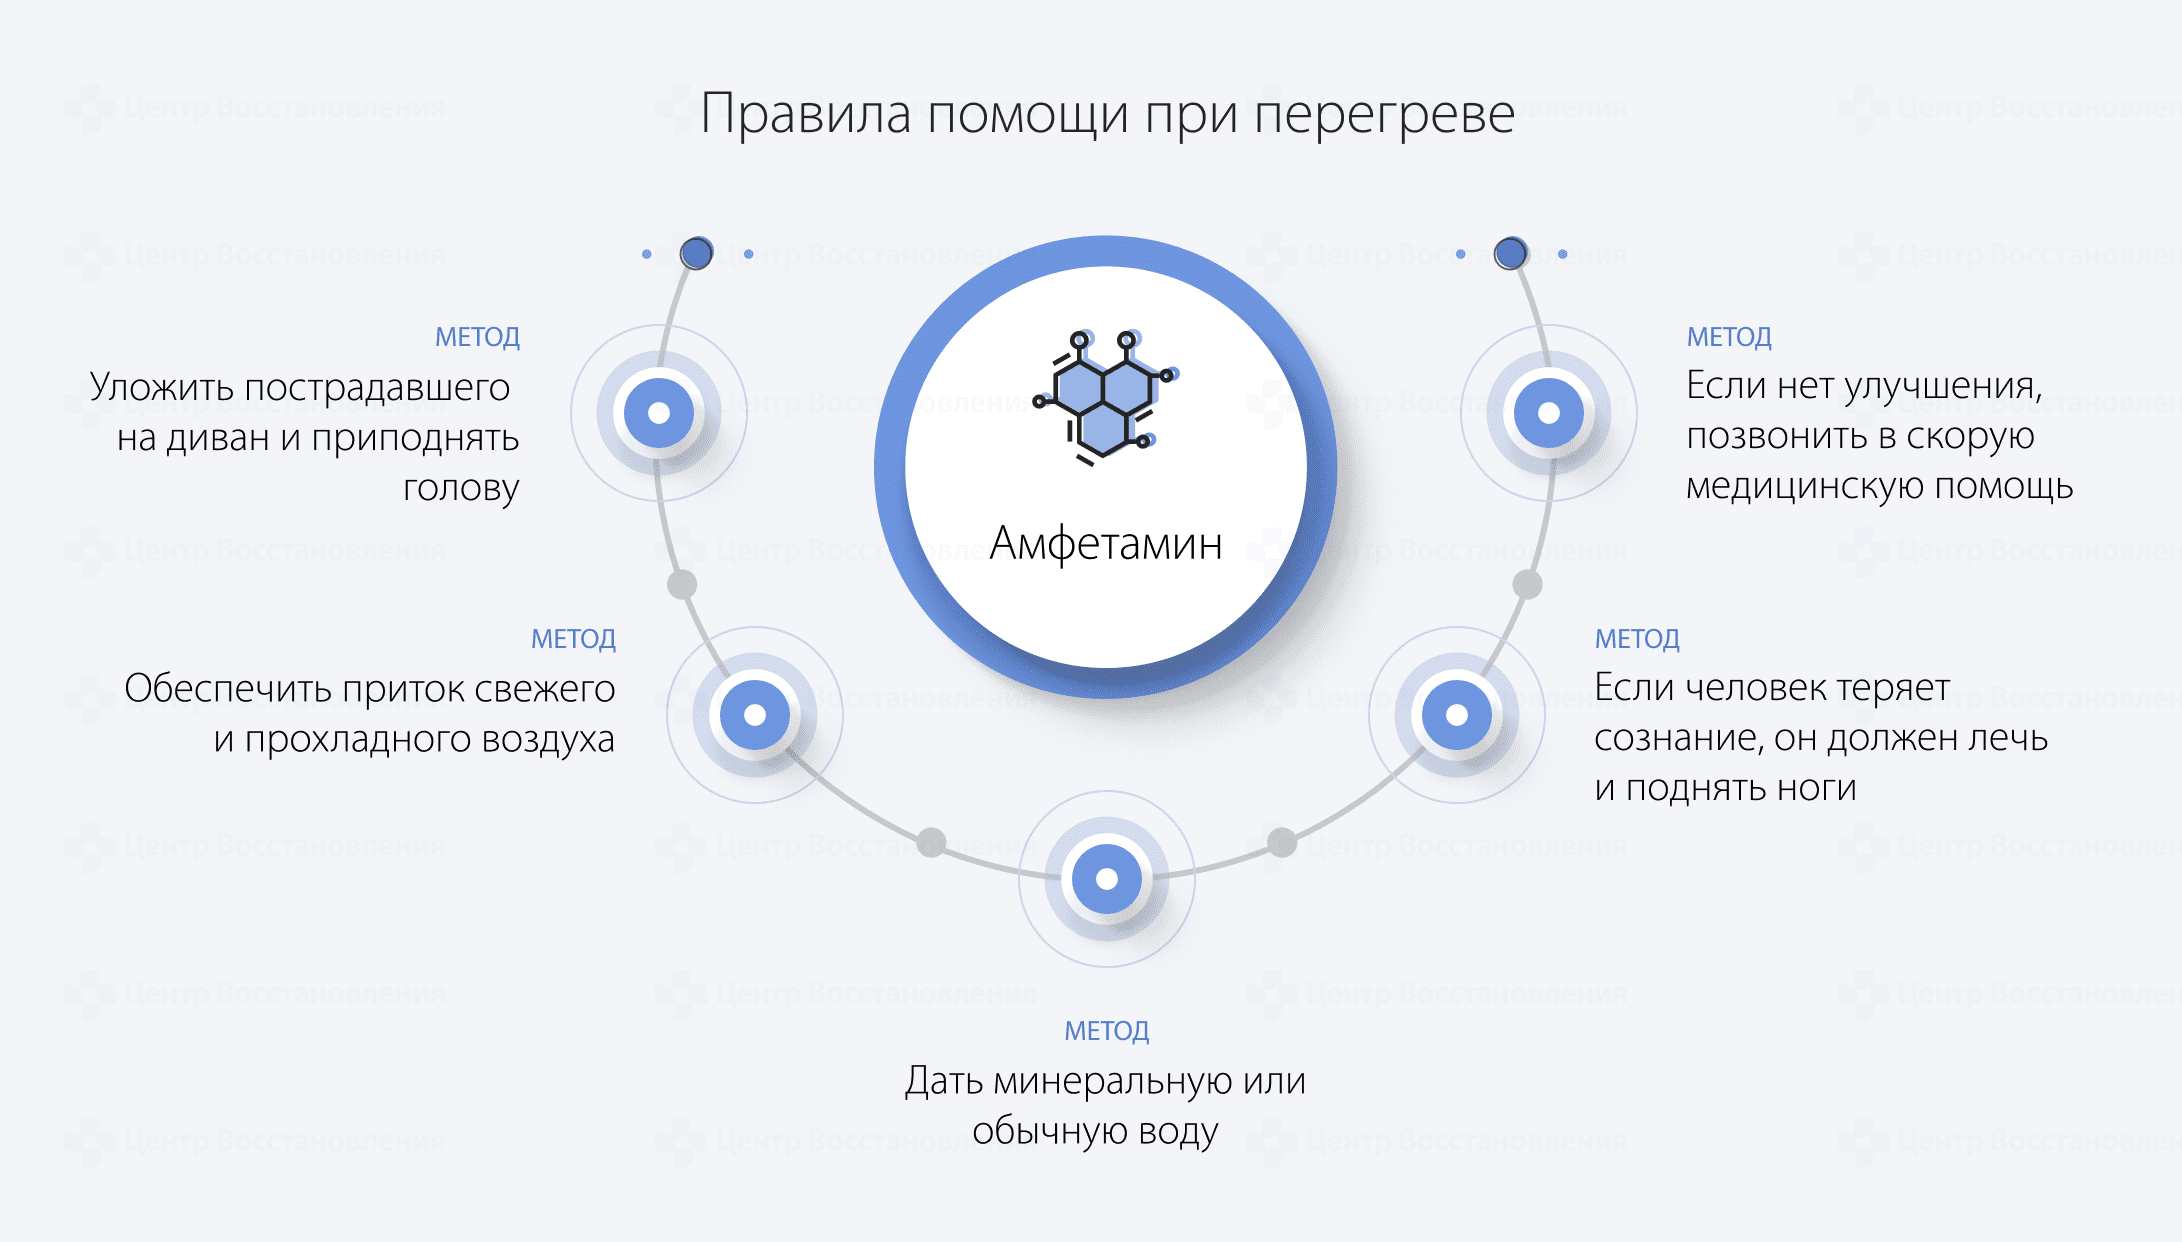 Правила помощи при перегреве
МЕТОД
Уложить пострадавшего
на диван и приподнять
голову
МЕТОД
Обеспечить приток свежего
и прохладного воздуха
Амфетамин
МЕТОД
Дать минеральную или
обычную воду
МЕТОД
Если нет улучшения,
позвонить в скорую
медицинскую помощь
МЕТОД
Если человек теряет
сознание, он должен лечь
и поднять ноги
Центр Восстановления